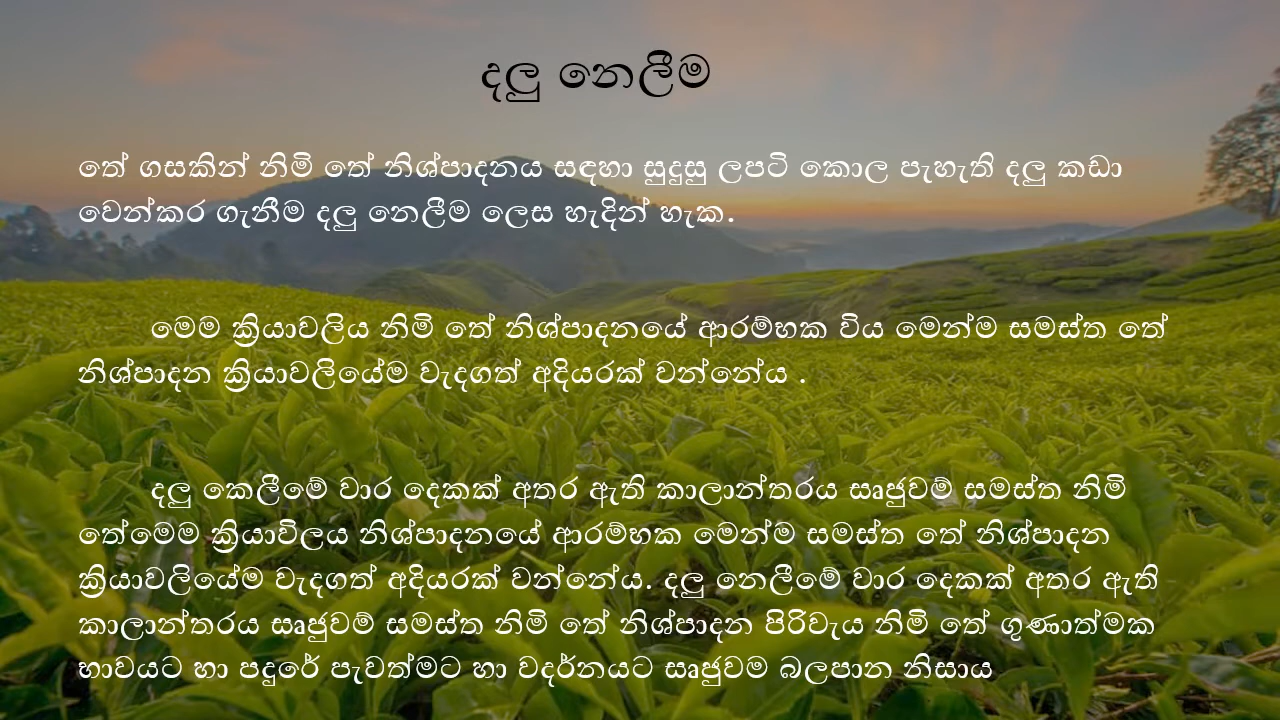 දලු නෙලීම
තේ ගසකින් නිමි තේ නිශ්පාදනය සඳහා සුදුසු ලපටි කොල පැහැති දලු කඩා
වෙන්කර ගැනීම දලු නෙලීම ලෙස හැදින් හැක.
මෙම ක්‍රියාවලිය නිමි තේ නිශ්පාදනයේ ආරම්භක විය මෙන්ම සමස්ත තේ
නිශ්පාදන ක්‍රියාවලියේම වැදගත් අදියරක් වන්නේය .
දලු කෙලීමේ වාර දෙකක් අතර ඇති කාලාන්තරය සෘජුවම් සමස්ත නිමි
තේමෙම ක්‍රියාවිලය නිශ්පාදනයේ ආරම්භක මෙන්ම සමස්ත තේ නිශ්පාදන
ක්‍රියාවලියේම වැදගත් අදියරක් වන්නේය. දලු නෙලීමේ වාර දෙකක් අතර ඇති
කාලාන්තරය සෘජුවම් සමස්ත නිමි තේ නිශ්පාදන පිරිවැය නිමි තේ ගුණාත්මක
භාවයට හා පදුරේ පැවත්මට හා වදර්නයට සෘජුවම බලපාන නිසාය